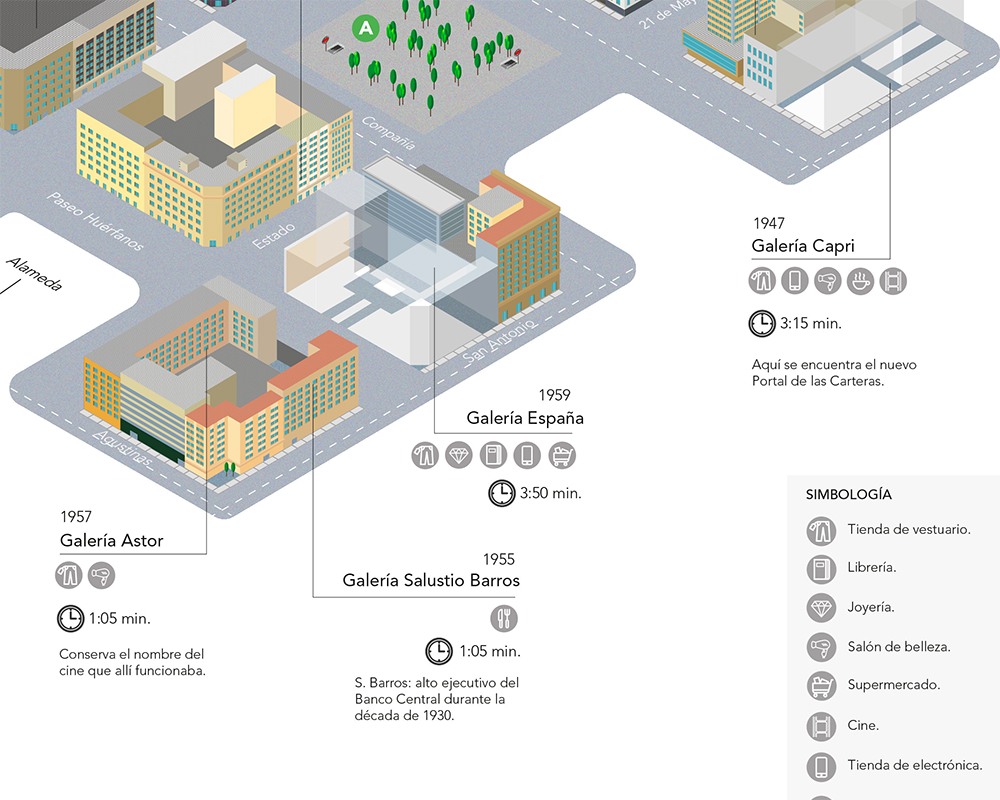 A
21 de May
Compañía
Paseo Huérfanos
Estado
Alameda
San Antonio
Agustinas
1947
Galería Capri
3:15 min.
Aquí se encuentra el nuevo
Portal de las Carteras.
1959
Galería España
3:50 min.
1957
Galería Astor
1:05 min.
Conserva el nombre del
cine que allí funcionaba.
1955
Galería Salustio Barros
1:05 min.
S. Barros: alto ejecutivo del
Banco Central durante la
década de 1930.
SIMBOLOGÍA
Tienda de vestuario.
Librería.
Joyería.
Salón de belleza.
Supermercado.
Cine.
Tienda de electrónica.